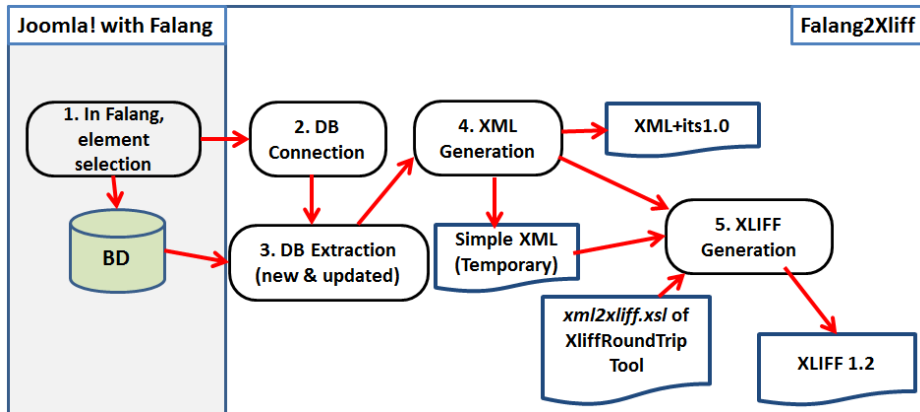 Joomla! with Falang
Falang2Xliff
1. In Falang,
element
selection
2. DB
Connection
4. XML
Generation
XML+its1.0
BD
3. DB Extraction
(new & updated)
Simple XML
(Temporary)
5. XLIFF
Generation
xml2xliff.xsl of
XliffRoundTrip
Tool
XLIFF 1.2